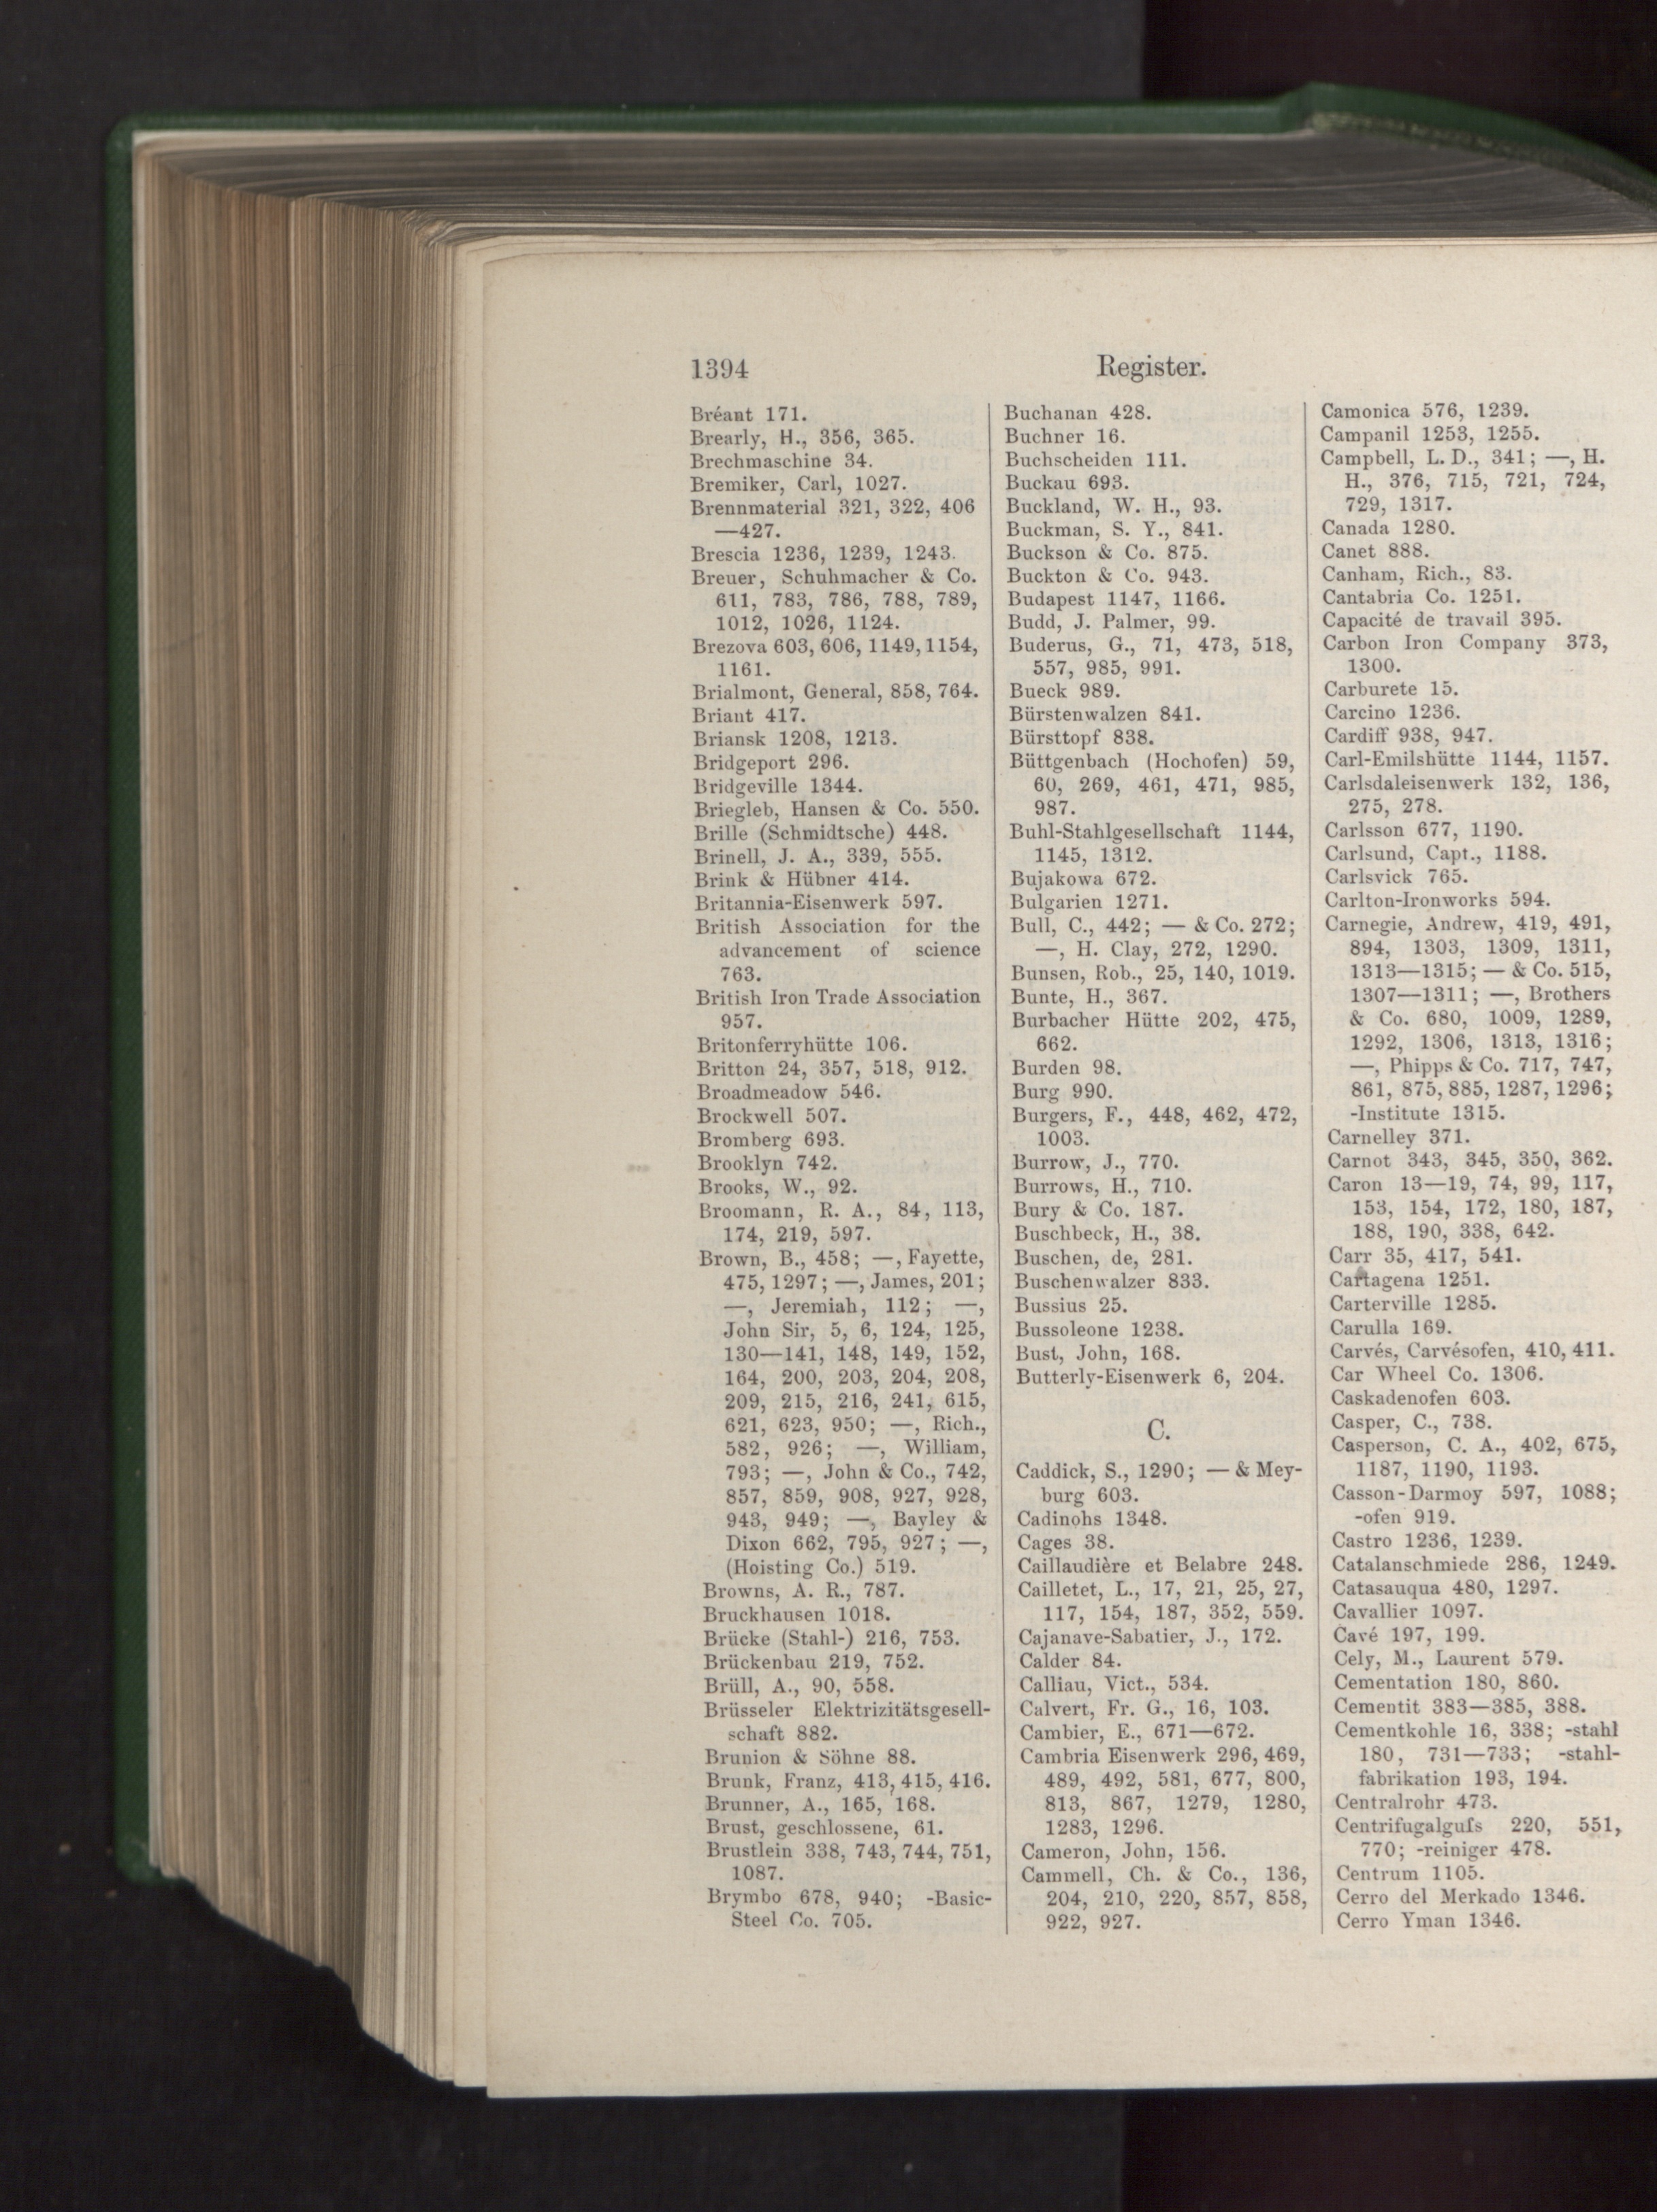 1394
Register.
Bréant 171.
Brearly, H., 356, 365.
Brechmaschine 34.
Bremiker, Carl, 1027.
Brennmaterial 321, 322, 406
—427.
Brescia 1236, 1239, 1243.
Breuer, Schuhmacher & Co.
611, 783, 786, 788, 789,
1012, 1026, 1124.
Brezova 603, 606, 1149, 1154,
1161.
Brialmont, General, 858, 764.
Briant 417.
Briansk 1208, 1213.
Bridgeport 296.
Bridgeville 1344.
Briegleb, Hansen & Co. 550.
Brille (Schmidtsche) 448.
Brinell, J. A., 339, 555.
Brink & Hübner 414.
Britannia-Eisenwerk 597.
British Association for the
advancement of science
763.
British Iron Trade Association
957.
Britonferryhütte 106.
Britton 24, 357, 518, 912.
Broadmeadow 546.
Brockwell 507.
Bromberg 693.
Brooklyn 742.
Brooks, W., 92.
Broomann, R. A., 84, 113,
174, 219, 597.
Brown, B., 458; —, Fayette,
475, 1297; —, James, 201;
—, Jeremiah, 112; —,
John Sir, 5, 6, 124, 125,
130—141, 148, 149, 152,
164, 200, 203, 204, 208,
209, 215, 216, 241, 615,
621, 623, 950; —, Rich.,
582, 926; —, William,
793; —, John & Co., 742,
857, 859, 908, 927, 928,
943, 949; —, Bayley &
Dixon 662, 795, 927; —,
(Hoisting Co.) 519.
Browns, A. R., 787.
Bruckhausen 1018.
Brücke (Stahl-) 216, 753.
Brückenbau 219, 752.
Brüll, A., 90, 558.
Brüsseler Elektrizitätsgesell-
schaft 882.
Brunion & Söhne 88.
Brunk, Franz, 413, 415, 416.
Brunner, A., 165, 168.
Brust, geschlossene, 61.
Brustlein 338, 743, 744, 751,
1087.
Brymbo 678, 940; -Basic-
Steel Co. 705.
Buchanan 428.
Buchner 16.
Buchscheiden 111.
Buckau 693.
Buckland, W. H., 93.
Buckman, S. Y., 841.
Buckson & Co. 875.
Buckton & Co. 943.
Budapest 1147, 1166.
Budd, J. Palmer, 99.
Buderus, G., 71, 473, 518,
557, 985, 991.
Bueck 989.
Bürstenwalzen 841.
Bürsttopf 838.
Büttgenbach (Hochofen) 59,
60, 269, 461, 471, 985,
987.
Buhl-Stahlgesellschaft 1144,
1145, 1312.
Bujakowa 672.
Bulgarien 1271.
Bull, C., 442; — & Co. 272;
—, H. Clay, 272, 1290.
Bunsen, Rob., 25, 140, 1019.
Bunte, H., 367.
Burbacher Hütte 202, 475,
662.
Burden 98.
Burg 990.
Burgers, F., 448, 462, 472,
1003.
Burrow, J., 770.
Burrows, H., 710.
Bury & Co. 187.
Buschbeck, H., 38.
Buschen, de, 281.
Buschenwalzer 833.
Bussius 25.
Bussoleone 1238.
Bust, John, 168.
Butterly-Eisenwerk 6, 204.
C.
Caddick, S., 1290; — & Mey-
burg 603.
Cadinohs 1348.
Cages 38.
Caillaudière et Belabre 248.
Cailletet, L., 17, 21, 25, 27,
117, 154, 187, 352, 559.
Cajanave-Sabatier, J., 172.
Calder 84.
Calliau, Vict., 534.
Calvert, Fr. G., 16, 103.
Cambier, E., 671—672.
Cambria Eisenwerk 296, 469,
489, 492, 581, 677, 800,
813, 867, 1279, 1280,
1283, 1296.
Cameron, John, 156.
Cammell, Ch. & Co., 136,
204, 210, 220, 857, 858,
922, 927.
Camonica 576, 1239.
Campanil 1253, 1255.
Campbell, L. D., 341; —, H.
H., 376, 715, 721, 724,
729, 1317.
Canada 1280.
Canet 888.
Canham, Rich., 83.
Cantabria Co. 1251.
Capacité de travail 395.
Carbon Iron Company 373,
1300.
Carburete 15.
Carcino 1236.
Cardiff 938, 947.
Carl-Emilshütte 1144, 1157.
Carlsdaleisenwerk 132, 136,
275, 278.
Carlsson 677, 1190.
Carlsund, Capt., 1188.
Carlsvick 765.
Carlton-Ironworks 594.
Carnegie, Andrew, 419, 491,
894, 1303, 1309, 1311,
1313—1315; — & Co. 515,
1307—1311; —, Brothers
& Co. 680, 1009, 1289,
1292, 1306, 1313, 1316;
—, Phipps & Co. 717, 747,
861, 875, 885, 1287, 1296;
-Institute 1315.
Carnelley 371.
Carnot 343, 345, 350, 362.
Caron 13—19, 74, 99, 117,
153, 154, 172, 180, 187,
188, 190, 338, 642.
Carr 35, 417, 541.
Cartagena 1251.
Carterville 1285.
Carulla 169.
Carvés, Carvésofen, 410, 411.
Car Wheel Co. 1306.
Caskadenofen 603.
Casper, C., 738.
Casperson, C. A., 402, 675,
1187, 1190, 1193.
Casson-Darmoy 597, 1088;
-ofen 919.
Castro 1236, 1239.
Catalanschmiede 286, 1249.
Catasauqua 480, 1297.
Cavallier 1097.
Cavé 197, 199.
Cely, M., Laurent 579.
Cementation 180, 860.
Cementit 383—385, 388.
Cementkohle 16, 338; -stahl
180, 731—733; -stahl-
fabrikation 193, 194.
Centralrohr 473.
Centrifugalguſs 220, 551,
770; -reiniger 478.
Centrum 1105.
Cerro del Merkado 1346.
Cerro Yman 1346.